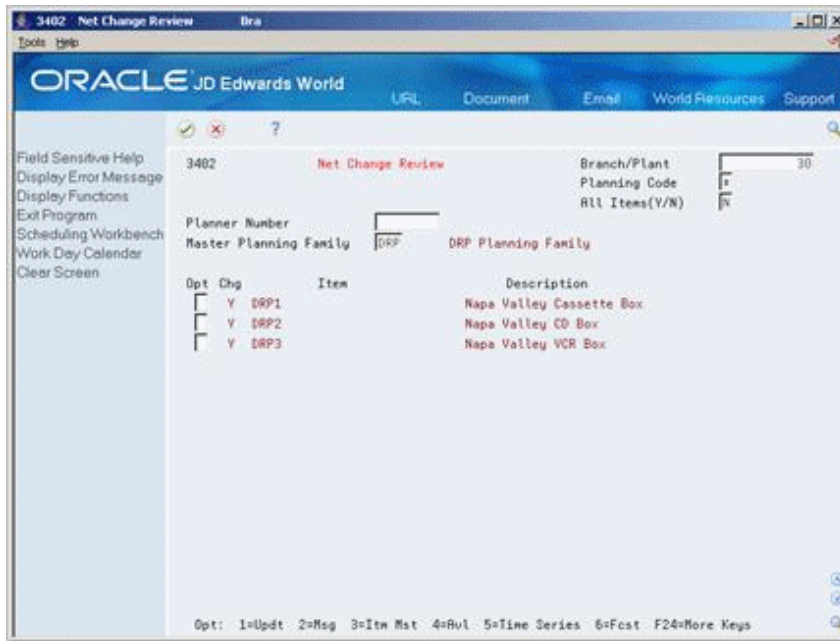 3402 Net Change Review Bra
Tools Help
ORACLE JD Edwards World
URL Document Email World Resources Support
Field Sensitive Help
Display Error Message
Display Functions
Exit Program
Scheduling Workbench
Work Day Calendar
Clear Screen
3402 Net Change Review Branch/Plant 30
Planning Code *
All Items(Y/N) N
Planner Number
Master Planning Family DRP DRP Planning Family
Opt Chg Item Description
Y DRP1 Napa Valley Cassette Box
Y DRP2 Napa Valley CD Box
Y DRP3 Napa Valley VCR Box
Opt: 1=Updt 2=Msg 3=Itm Mst 4=Avl 5=Time Series 6=Fcst F24=More Keys